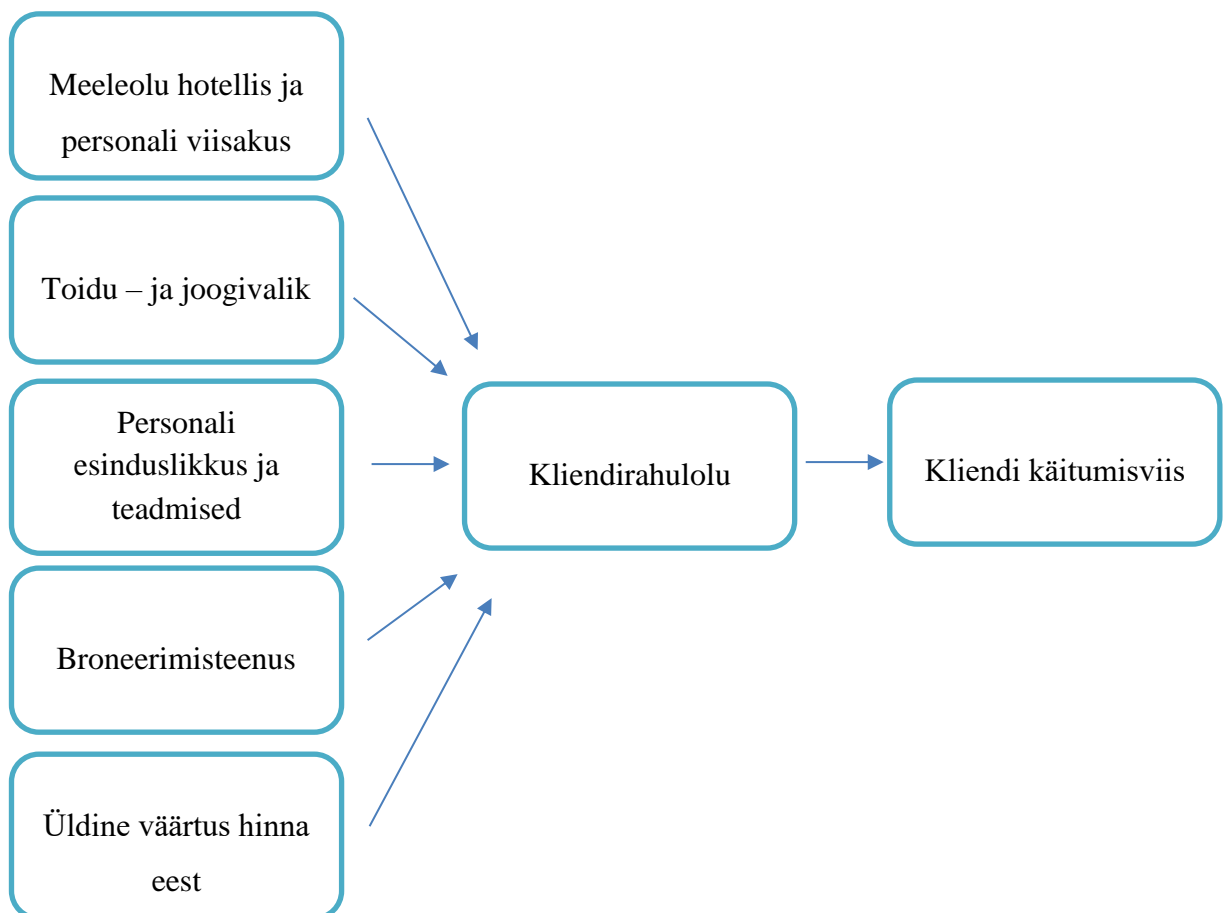 Meeleolu hotellis ja
personali viisakus
Toidu – ja joogivalik
Personali
esinduslikkus ja
teadmised
Broneerimisteenus
Üldine väärtus hinna
eest
Kliendirahulolu
Kliendi käitumisviis